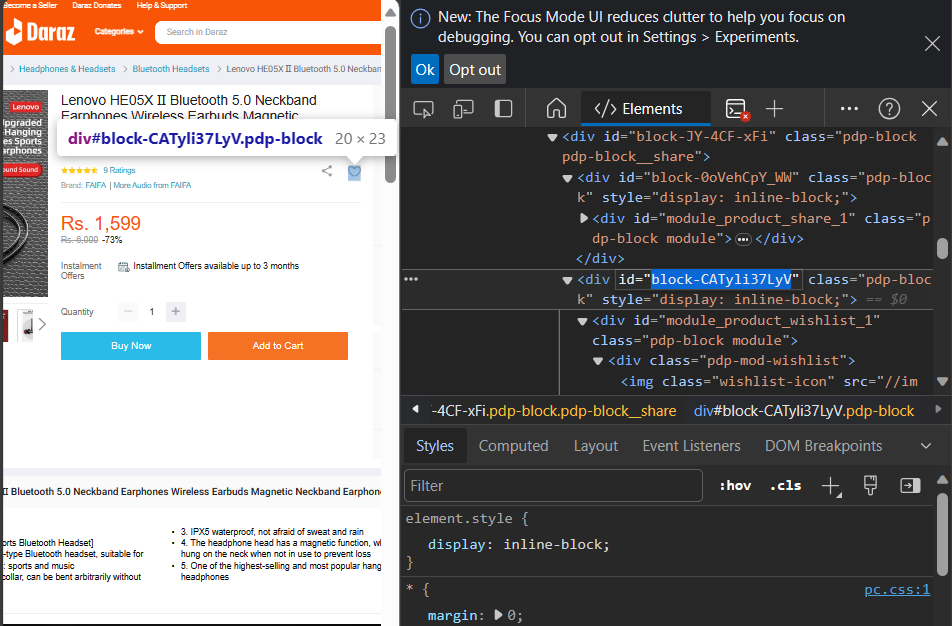 Become a Seller Daraz Donates Help & Support
Daraz
Categories
Search in Daraz
Headphones & Headsets > Bluetooth Headsets > Lenovo HE05X II Bluetooth 5.0 Neckban
Lenovo
Upgraded
Hanging
Sports
arphones
ound Sound
Lenovo HE05X II Bluetooth 5.0 Neckband
Earphones Wireless Earbuds Magnetic
div#block-CATyli37LyV.pdp-block 20 × 23
9 Ratings
Brand: FAIFA | More Audio from FAIFA
Rs. 1,599
Rs. 6,000 -73%
Instalment
Offers
Installment Offers available up to 3 months
Quantity − 1 +
Buy Now
Add to Cart
II Bluetooth 5.0 Neckband Earphones Wireless Earbuds Magnetic Neckband Earphon
orts Bluetooth Headset]
-type Bluetooth headset, suitable for
: sports and music
collar, can be bent arbitrarily without
• 3. IPX5 waterproof, not afraid of sweat and rain
• 4. The headphone head has a magnetic function, wh
hung on the neck when not in use to prevent loss
• 5. One of the highest-selling and most popular hang
headphones
New: The Focus Mode UI reduces clutter to help you focus on
debugging. You can opt out in Settings > Experiments.
Ok
Opt out
Elements
<div id="block-JY-4CF-xFi" class="pdp-block
pdp-block__share">
<div id="block-0oVehCpY_WW" class="pdp-bloc
k" style="display: inline-block;">
<div id="module_product_share_1" class="p
dp-block module"> ••• </div>
</div>
••• <div id="block-CATyli37LyV" class="pdp-bloc
k" style="display: inline-block;"> == $0
<div id="module_product_wishlist_1"
class="pdp-block module">
<div class="pdp-mod-wishlist">
<img class="wishlist-icon" src="//im
-4CF-xFi.pdp-block.pdp-block__share div#block-CATyli37LyV.pdp-block
Styles Computed Layout Event Listeners DOM Breakpoints
Filter
:hov .cls
element.style {
display: inline-block;
}
* { pc.css:1
margin: 0;